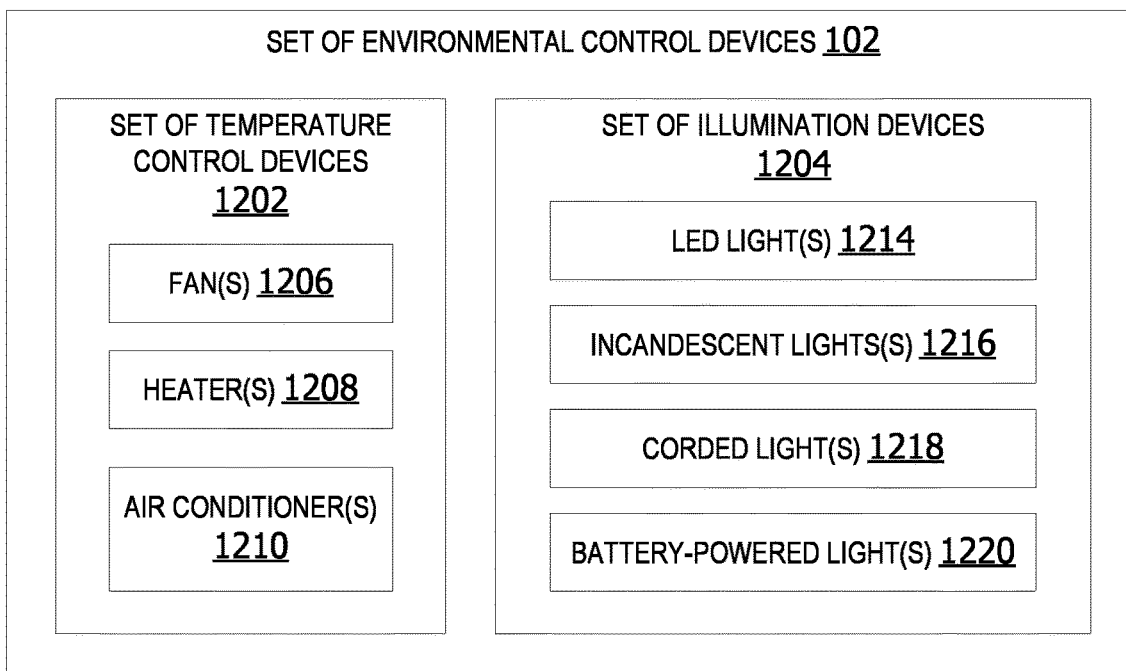 SET OF ENVIRONMENTAL CONTROL DEVICES 102
SET OF TEMPERATURE
CONTROL DEVICES
1202
FAN(S) 1206
HEATER(S) 1208
AIR CONDITIONER(S)
1210
SET OF ILLUMINATION DEVICES
1204
LED LIGHT(S) 1214
INCANDESCENT LIGHTS(S) 1216
CORDED LIGHT(S) 1218
BATTERY-POWERED LIGHT(S) 1220